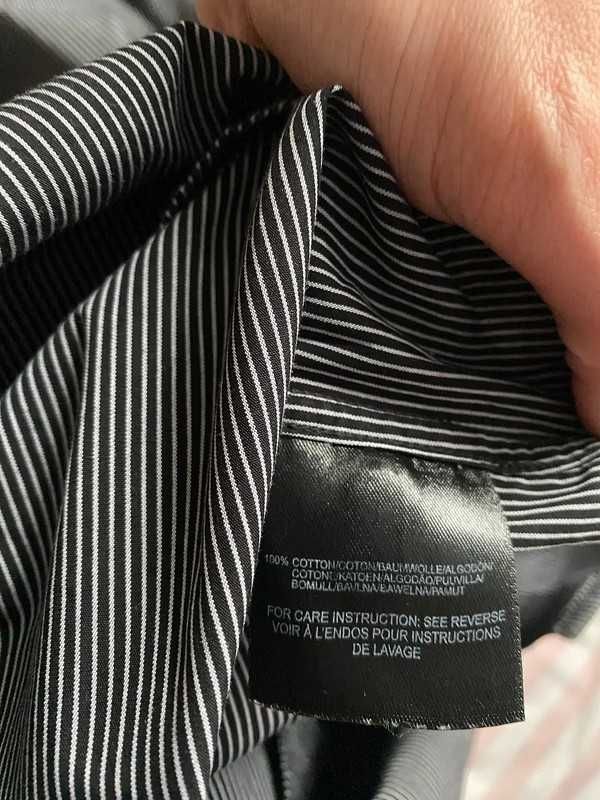 100% COTTON/COTON/BAUMWOLLE/ALGODÓN/
COTONE/KATOEN/ALGODÃO/PUUVILLA/
BOMULL/BAVLNA/BAWEŁNA/PAMUT
FOR CARE INSTRUCTION: SEE REVERSE
VOIR À L'ENDOS POUR INSTRUCTIONS
DE LAVAGE